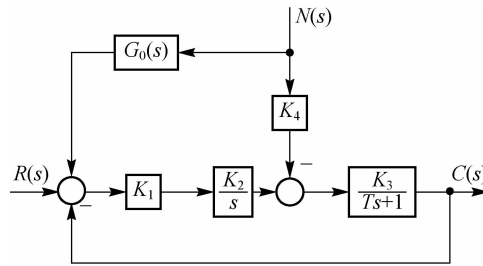 N(s)
G₀(s)
K₄
−
R(s)
K₁
K₂/s
K₃/Ts+1
C(s)
−